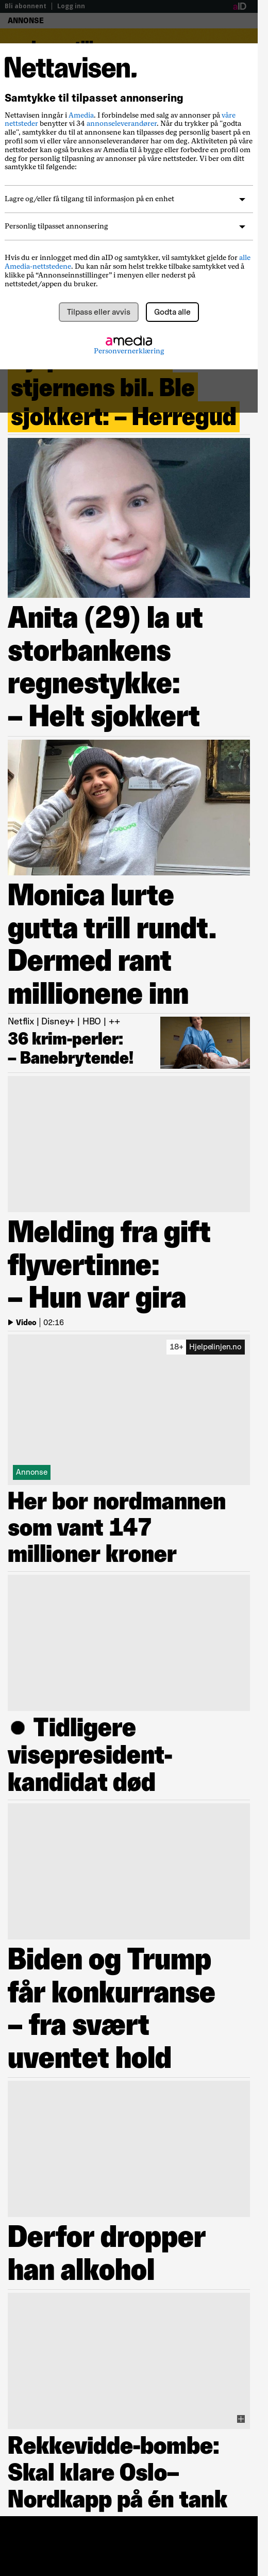 Bli abonnent | Logg inn
aID
ANNONSE
Nettavisen.
Samtykke til tilpasset annonsering
Nettavisen inngår i Amedia. I forbindelse med salg av annonser på våre
nettsteder benytter vi 34 annonseleverandører. Når du trykker på "godta
alle", samtykker du til at annonser kan tilpasses deg personlig basert på en
profil som vi eller våre annonseleverandører har om deg. Aktiviteten på våre
nettsteder kan også brukes av Amedia til å bygge eller forbedre en profil om
deg for personlig tilpasning av annonser på våre nettsteder. Vi ber om ditt
samtykke til følgende:
Lagre og/eller få tilgang til informasjon på en enhet
Personlig tilpasset annonsering
Hvis du er innlogget med din aID og samtykker, vil samtykket gjelde for alle
Amedia-nettstedene. Du kan når som helst trekke tilbake samtykket ved å
klikke på “Annonseinnstillinger” i menyen eller nederst på
nettstedet/appen du bruker.
Tilpass eller avvis
Godta alle
amedia
Personvernerklæring
stjernens bil. Ble
sjokkert: – Herregud
Anita (29) la ut
storbankens
regnestykke:
– Helt sjokkert
Monica lurte
gutta trill rundt.
Dermed rant
millionene inn
Netflix | Disney+ | HBO | ++
36 krim-perler:
– Banebrytende!
Melding fra gift
flyvertinne:
– Hun var gira
Video | 02:16
18+ Hjelpelinjen.no
Annonse
Her bor nordmannen
som vant 147
millioner kroner
Tidligere
visepresident-
kandidat død
Biden og Trump
får konkurranse
– fra svært
uventet hold
Derfor dropper
han alkohol
Rekkevidde-bombe:
Skal klare Oslo–
Nordkapp på én tank